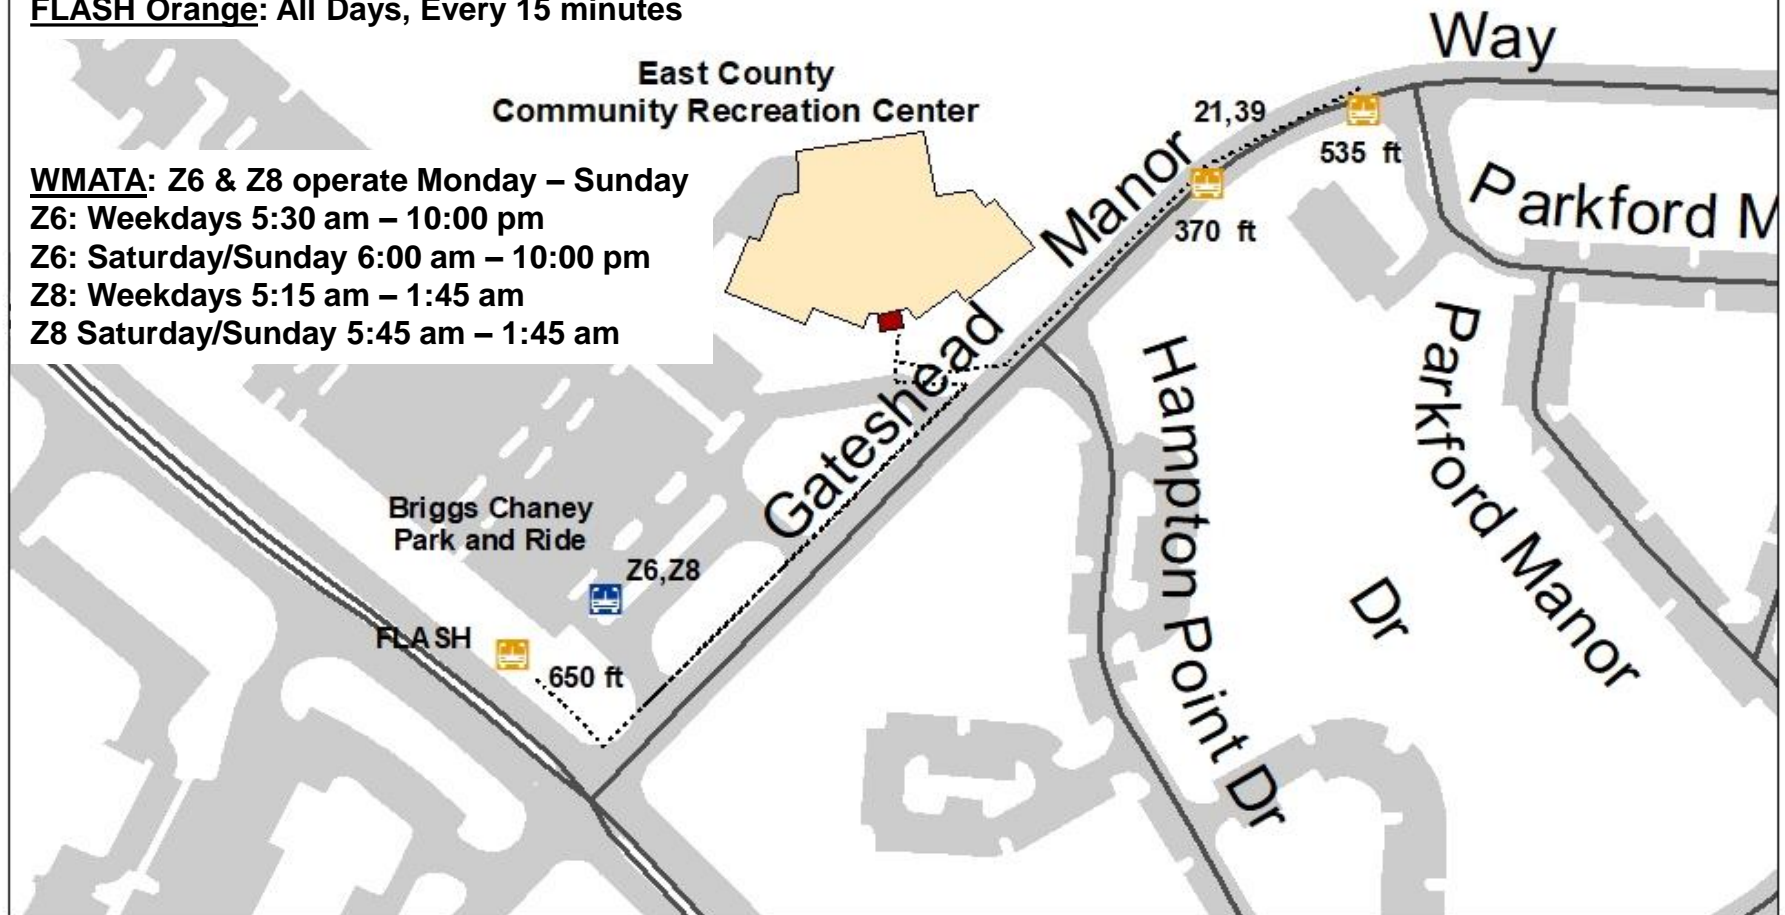 FLASH Orange: All Days, Every 15 minutes
WMATA: Z6 & Z8 operate Monday – Sunday
Z6: Weekdays 5:30 am – 10:00 pm
Z6: Saturday/Sunday 6:00 am – 10:00 pm
Z8: Weekdays 5:15 am – 1:45 am
Z8 Saturday/Sunday 5:45 am – 1:45 am
East County
Community Recreation Center
Way
21,39
535 ft
370 ft
Manor
Gateshead
Parkford M
Parkford Manor
Dr
Hampton Point Dr
Briggs Chaney
Park and Ride
Z6,Z8
FLASH
650 ft